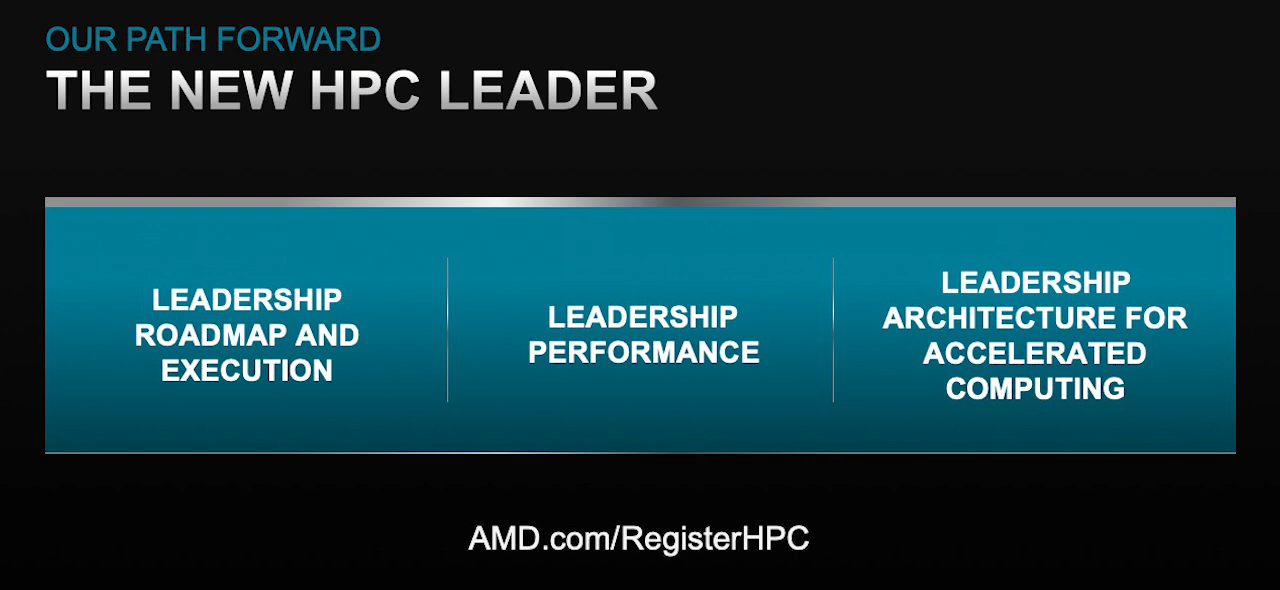 OUR PATH FORWARD
THE NEW HPC LEADER
LEADERSHIP
ROADMAP AND
EXECUTION
LEADERSHIP
PERFORMANCE
LEADERSHIP
ARCHITECTURE FOR
ACCELERATED
COMPUTING
AMD.com/RegisterHPC